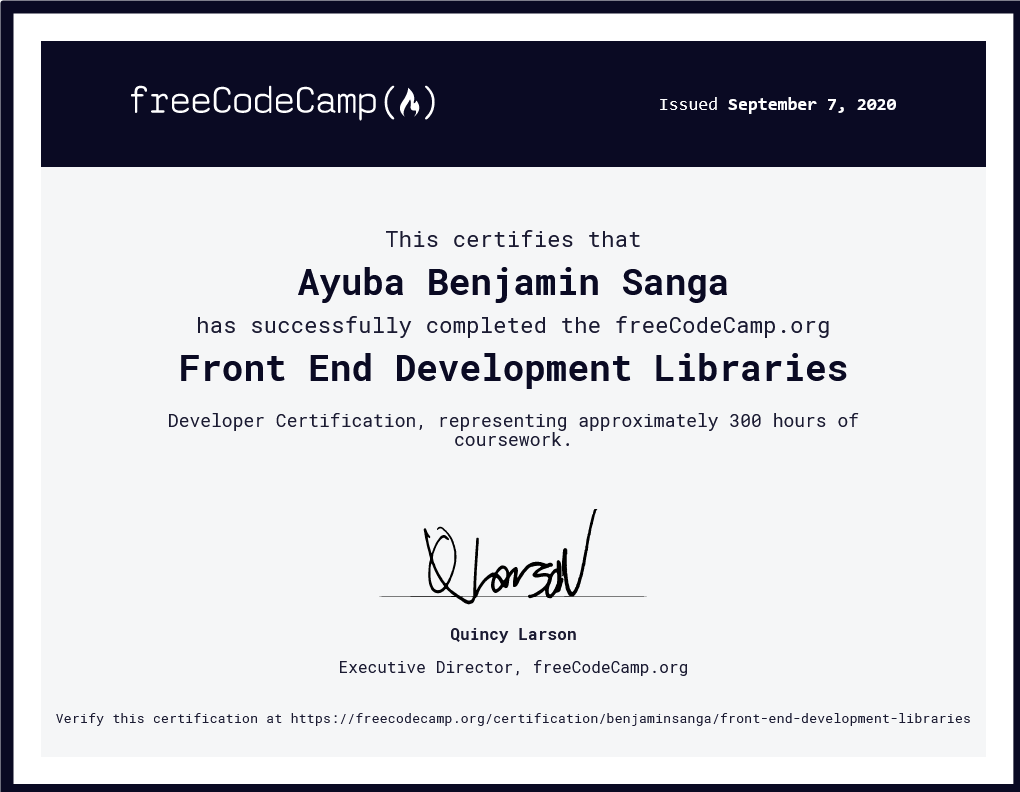 freeCodeCamp(🔥)
Issued September 7, 2020
This certifies that
Ayuba Benjamin Sanga
has successfully completed the freeCodeCamp.org
Front End Development Libraries
Developer Certification, representing approximately 300 hours of
coursework.
Q Larson
Quincy Larson
Executive Director, freeCodeCamp.org
Verify this certification at https://freecodecamp.org/certification/benjaminsanga/front-end-development-libraries